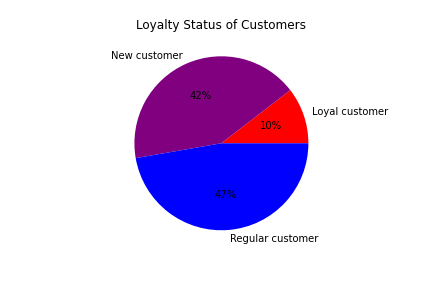 Loyalty Status of Customers
New customer
42%
Loyal customer
10%
47%
Regular customer